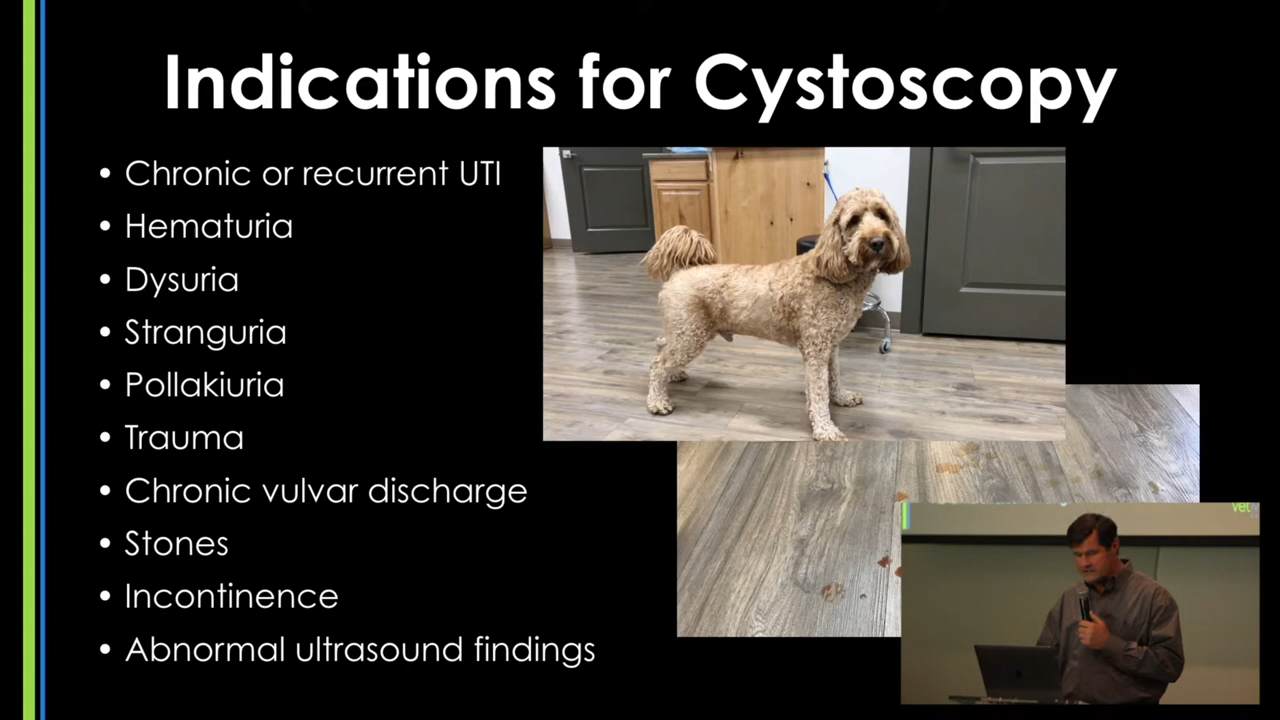 Indications for Cystoscopy
• Chronic or recurrent UTI
• Hematuria
• Dysuria
• Stranguria
• Pollakiuria
• Trauma
• Chronic vulvar discharge
• Stones
• Incontinence
• Abnormal ultrasound findings